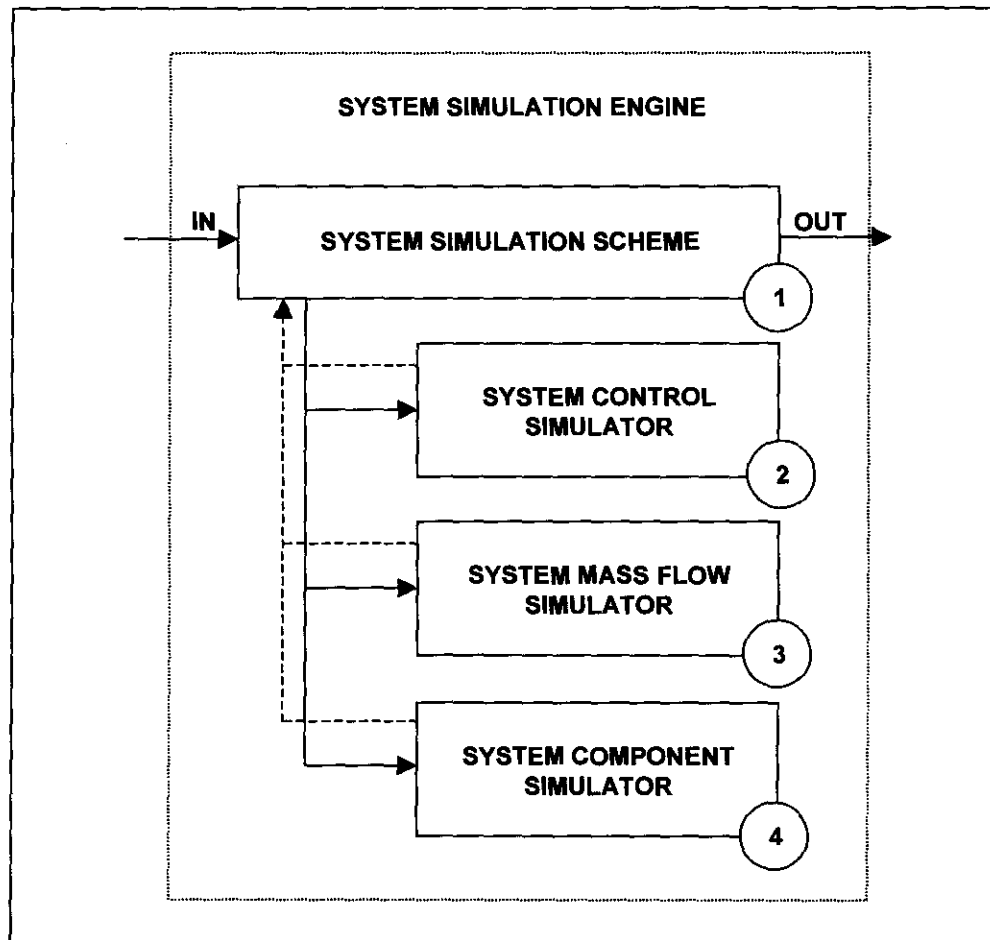 SYSTEM SIMULATION ENGINE
IN
SYSTEM SIMULATION SCHEME
OUT
1
SYSTEM CONTROL
SIMULATOR
2
SYSTEM MASS FLOW
SIMULATOR
3
SYSTEM COMPONENT
SIMULATOR
4